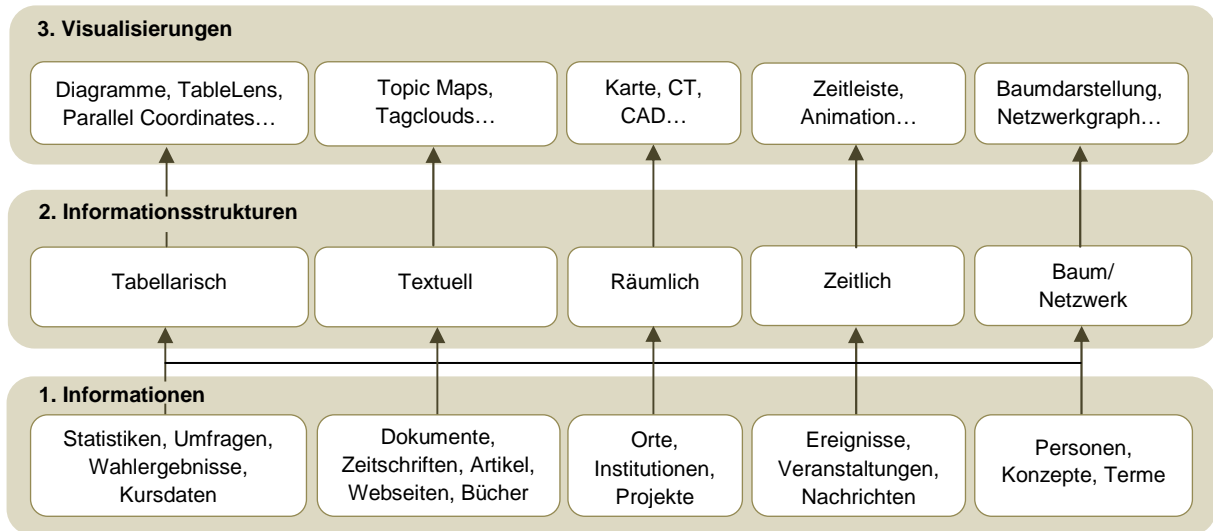 3. Visualisierungen
Diagramme, TableLens,
Parallel Coordinates…
Topic Maps,
Tagclouds…
Karte, CT,
CAD…
Zeitleiste,
Animation…
Baumdarstellung,
Netzwerkgraph…
2. Informationsstrukturen
Tabellarisch
Textuell
Räumlich
Zeitlich
Baum/
Netzwerk
1. Informationen
Statistiken, Umfragen,
Wahlergebnisse,
Kursdaten
Dokumente,
Zeitschriften, Artikel,
Webseiten, Bücher
Orte,
Institutionen,
Projekte
Ereignisse,
Veranstaltungen,
Nachrichten
Personen,
Konzepte, Terme